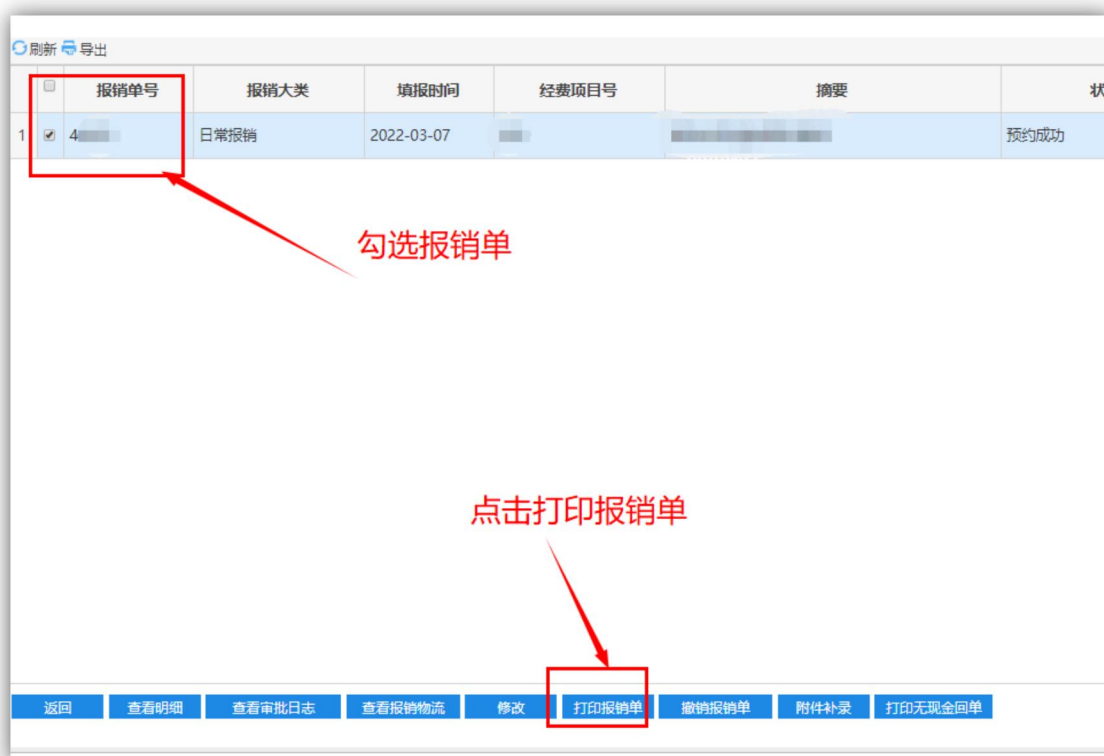 刷新 导出
报销单号 报销大类 填报时间 经费项目号 摘要
1 4 日常报销 2022-03-07 预约成功
勾选报销单
点击打印报销单
返回 查看明细 查看审批日志 查看报销物流 修改 打印报销单 撤销报销单 附件补录 打印无现金回单